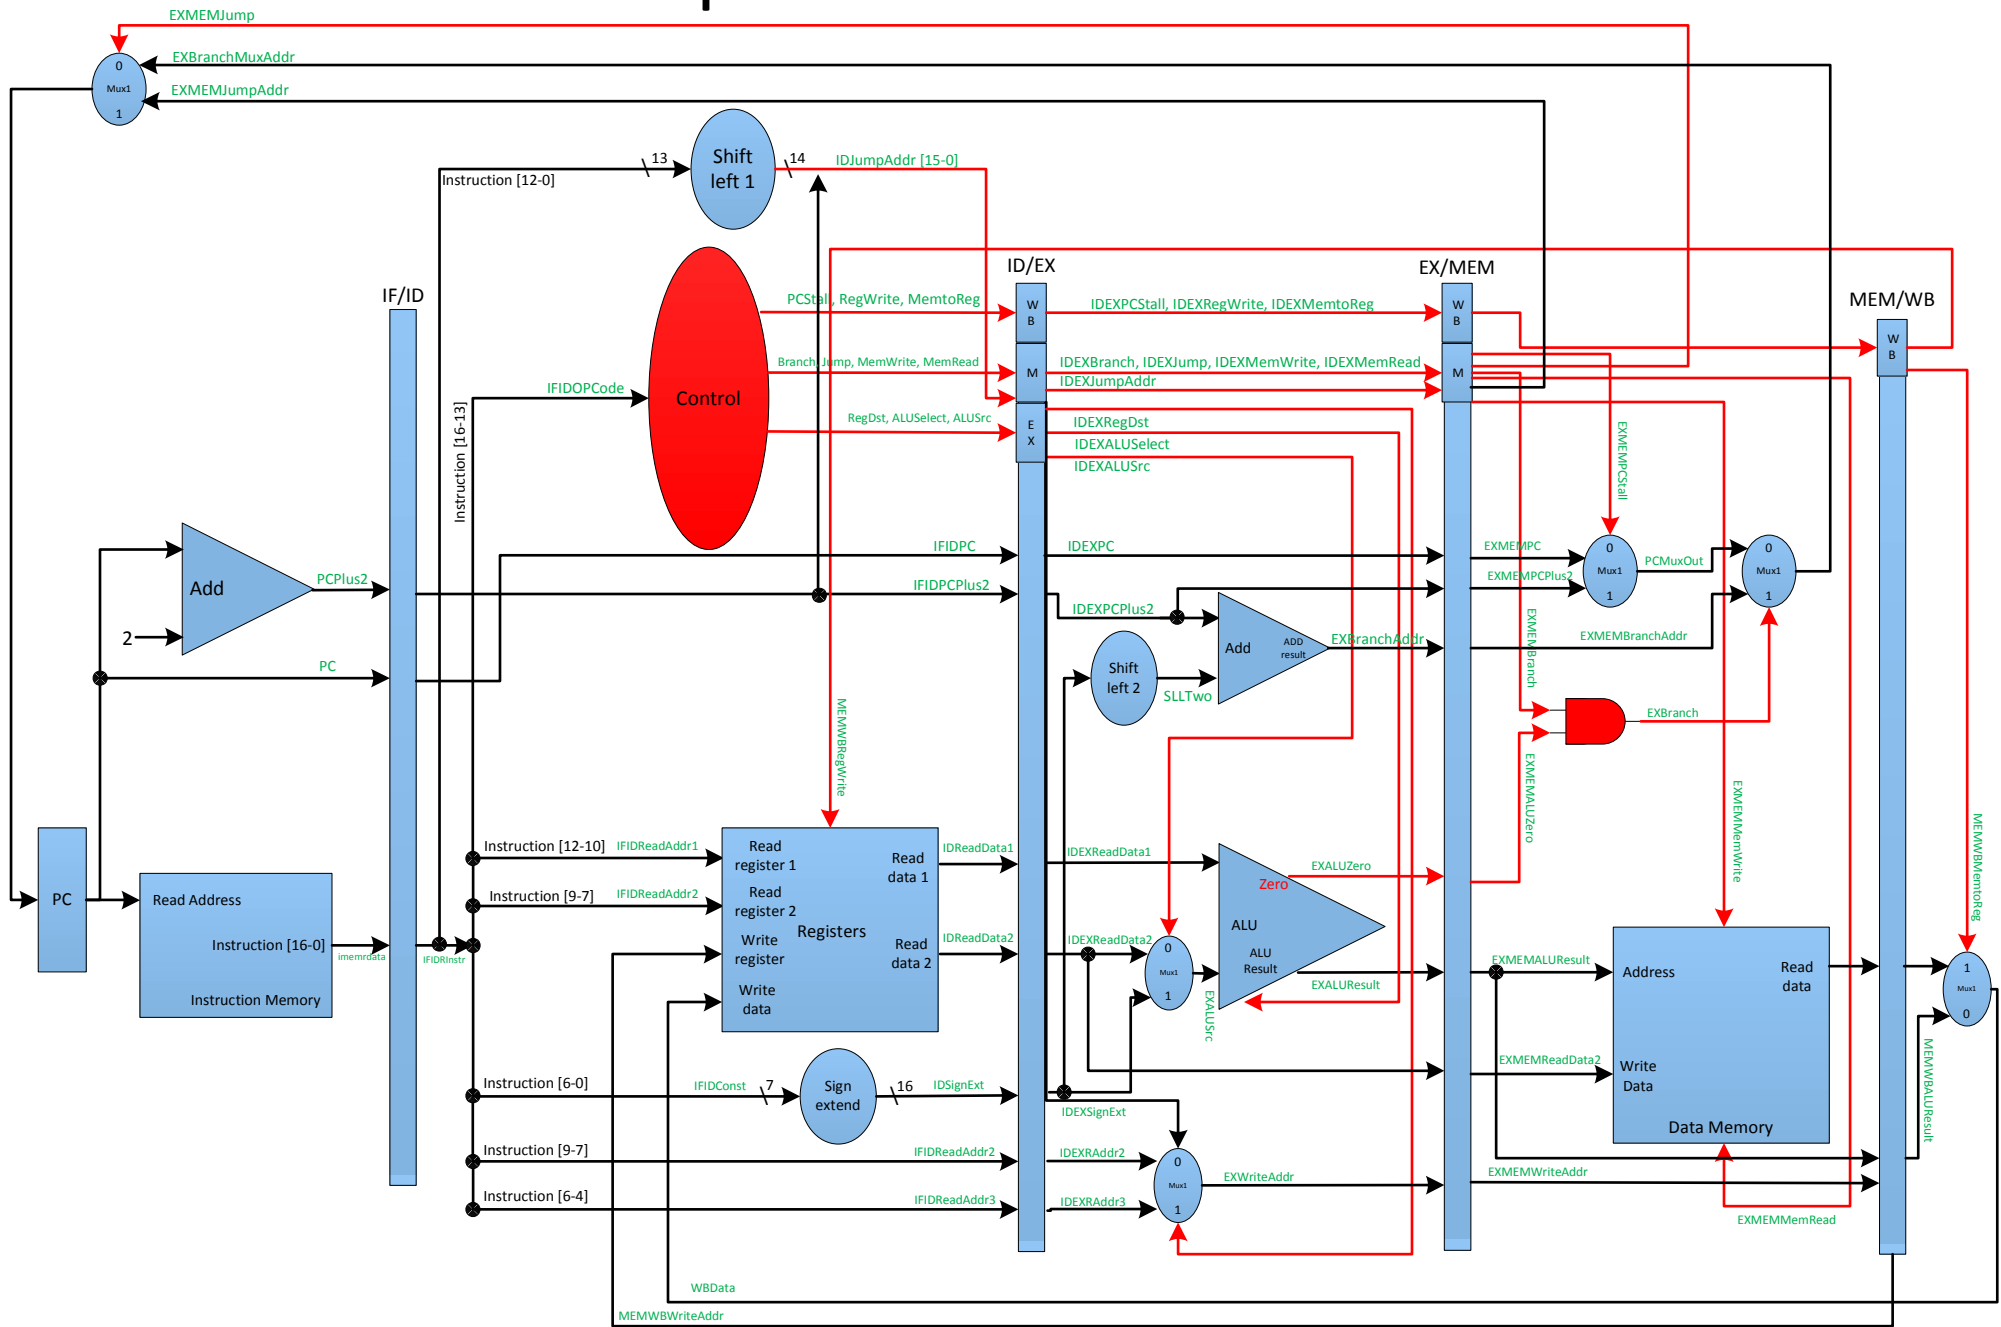 EXMEMJump
EXBranchMuxAddr
EXMEMJumpAddr
0
Mux1
1
Shift
left 1
13
14
Instruction [12-0]
IDJumpAddr [15-0]
IF/ID
ID/EX
EX/MEM
MEM/WB
W
B
W
B
W
B
M
M
E
X
PCStall, RegWrite, MemtoReg
IDEXPCStall, IDEXRegWrite, IDEXMemtoReg
Branch, Jump, MemWrite, MemRead
IDEXBranch, IDEXJump, IDEXMemWrite, IDEXMemRead
IDEXJumpAddr
IFIDOPCode
Control
Instruction [16-13]
RegDst, ALUSelect, ALUSrc
IDEXRegDst
IDEXALUSelect
IDEXALUSrc
EXMEMPCStall
Add
2
PCPlus2
PC
IFIDPC
IFIDPCPlus2
IDEXPC
IDEXPCPlus2
EXMEMPC
EXMEMPCPlus2
0
Mux1
1
PCMuxOut
0
Mux1
1
Add
ADD
result
EXBranchAddr
EXMEMBranchAddr
Shift
left 2
SLLTwo
EXMEMBranch
EXBranch
EXMEMALUZero
MEMWBRegWrite
EXMEMMemWrite
MEMWBMemtoReg
PC
Read Address
Instruction [16-0]
Instruction Memory
imemrdata
IFIDRInstr
Instruction [12-10]
IFIDReadAddr1
Instruction [9-7]
IFIDReadAddr2
Read
register 1
Read
register 2
Write
register
Write
data
Registers
Read
data 1
Read
data 2
IDReadData1
IDReadData2
IDEXReadData1
IDEXReadData2
0
Mux1
1
EXALUSrc
Zero
ALU
ALU
Result
EXALUZero
EXALUResult
EXMEMALUResult
Address
Read
data
Write
Data
Data Memory
EXMEMReadData2
1
Mux1
0
MEMWBALUResult
Instruction [6-0]
IFIDConst
7
Sign
extend
16
IDSignExt
IDEXSignExt
Instruction [9-7]
IFIDReadAddr2
IDEXRAddr2
Instruction [6-4]
IFIDReadAddr3
IDEXRAddr3
0
Mux1
1
EXWriteAddr
EXMEMWriteAddr
EXMEMMemRead
WBData
MEMWBWriteAddr